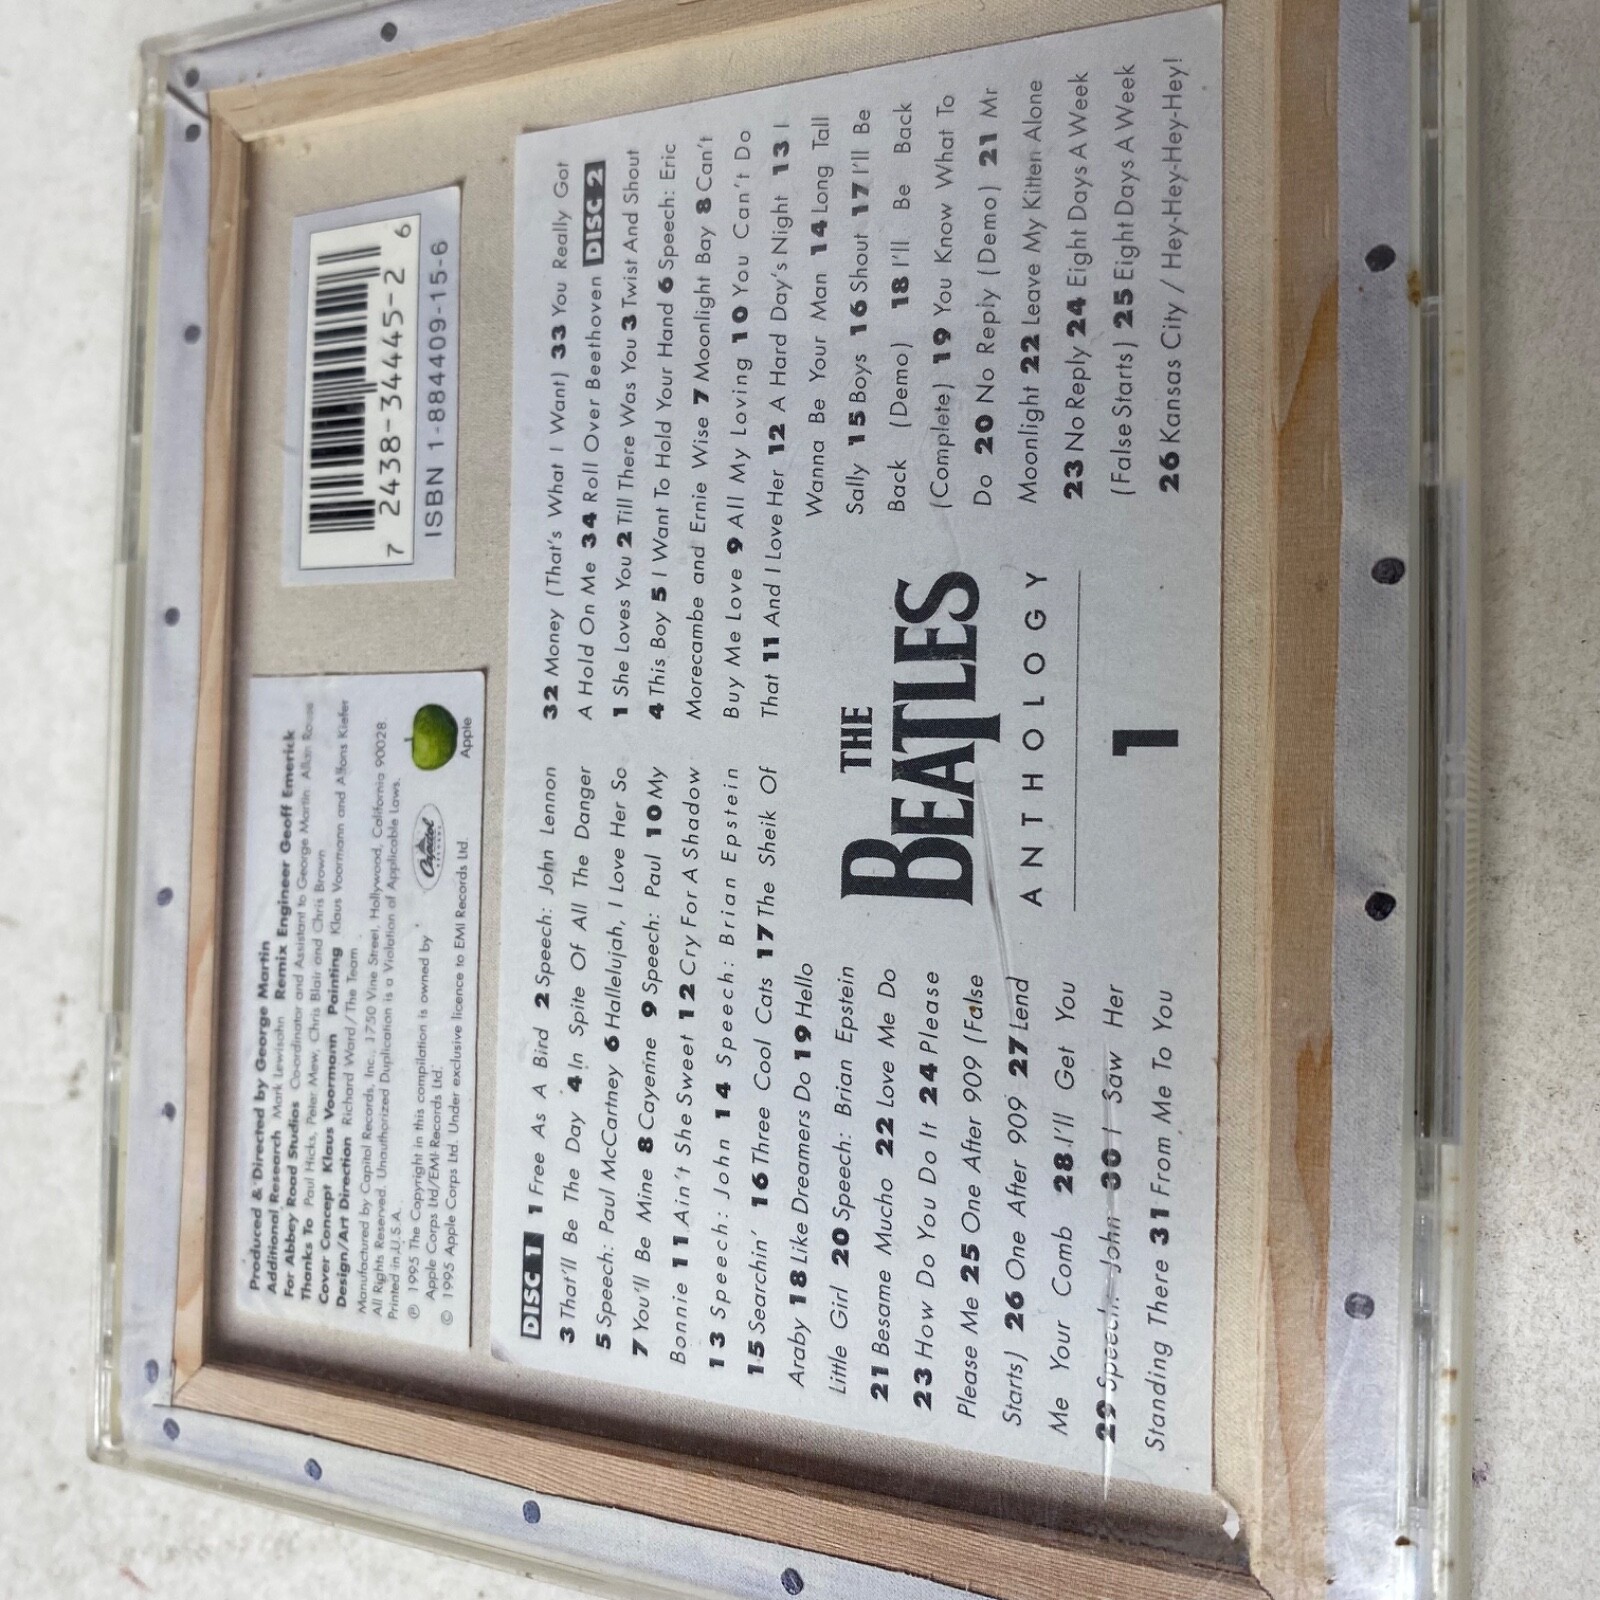 Produced & Directed by George Martin
Additional Research Mark Lewisohn Remix Engineer Geoff Emerick
For Abbey Road Studios Co-ordinator and Assistant to George Martin Allan Rouse
Thanks To Paul Hicks, Peter Mew, Chris Blair and Chris Brown
Cover Concept Klaus Voormann Painting Klaus Voormann and Alfons Kiefer
Design/Art Direction Richard Ward/The Team
Manufactured by Capitol Records, Inc., 1750 Vine Street, Hollywood, California 90028
All Rights Reserved. Unauthorized Duplication is a Violation of Applicable Laws.
Printed in U.S.A.
℗ 1995 The Copyright in this compilation is owned by
Apple Corps Ltd/EMI Records Ltd.
© 1995 Apple Corps Ltd. Under exclusive licence to EMI Records Ltd.
Capitol
Apple
7 2438-34445-2 6
ISBN 1-884409-15-6
DISC 1 1 Free As A Bird 2 Speech: John Lennon
3 That'll Be The Day 4 In Spite Of All The Danger
5 Speech: Paul McCartney 6 Hallelujah, I Love Her So
7 You'll Be Mine 8 Cayenne 9 Speech: Paul 10 My
Bonnie 11 Ain't She Sweet 12 Cry For A Shadow
13 Speech: John 14 Speech: Brian Epstein
15 Searchin' 16 Three Cool Cats 17 The Sheik Of
Araby 18 Like Dreamers Do 19 Hello
Little Girl 20 Speech: Brian Epstein
21 Besame Mucho 22 Love Me Do
23 How Do You Do It 24 Please
Please Me 25 One After 909 (False
Starts) 26 One After 909 27 Lend
Me Your Comb 28 I'll Get You
29 Speech: John 30 I Saw Her
Standing There 31 From Me To You
32 Money (That's What I Want) 33 You Really Got
A Hold On Me 34 Roll Over Beethoven DISC 2
1 She Loves You 2 Till There Was You 3 Twist And Shout
4 This Boy 5 I Want To Hold Your Hand 6 Speech: Eric
Morecambe and Ernie Wise 7 Moonlight Bay 8 Can't
Buy Me Love 9 All My Loving 10 You Can't Do
That 11 And I Love Her 12 A Hard Day's Night 13 I
Wanna Be Your Man 14 Long Tall
Sally 15 Boys 16 Shout 17 I'll Be
Back (Demo) 18 I'll Be Back
(Complete) 19 You Know What To
Do 20 No Reply (Demo) 21 Mr
Moonlight 22 Leave My Kitten Alone
23 No Reply 24 Eight Days A Week
(False Starts) 25 Eight Days A Week
26 Kansas City / Hey-Hey-Hey-Hey!
THE
BEATLES
ANTHOLOGY
1